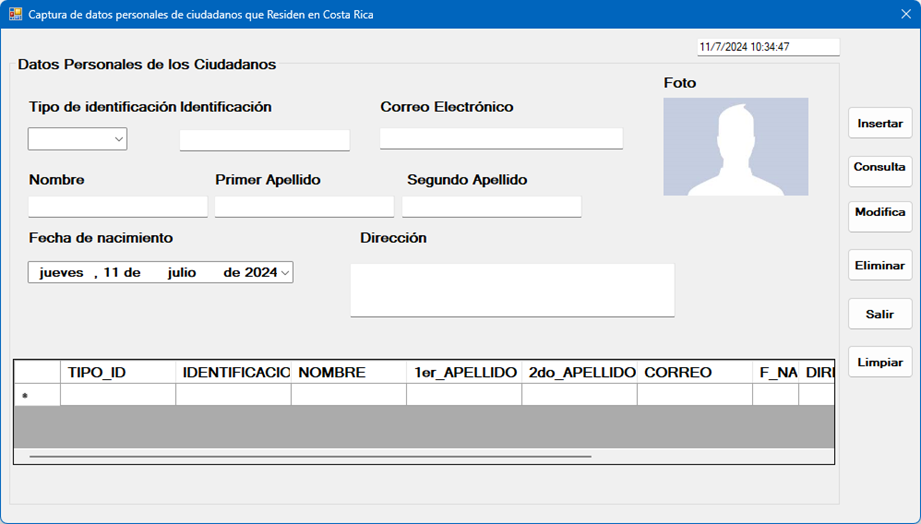 Captura de datos personales de ciudadanos que Residen en Costa Rica
11/7/2024 10:34:47
Datos Personales de los Ciudadanos
Foto
Tipo de identificación Identificación Correo Electrónico
Insertar
Consulta
Nombre Primer Apellido Segundo Apellido
Modifica
Fecha de nacimiento Dirección
jueves , 11 de julio de 2024
Eliminar
Salir
Limpiar
TIPO_ID IDENTIFICACIO NOMBRE 1er_APELLIDO 2do_APELLIDO CORREO F_NA DIRI
*